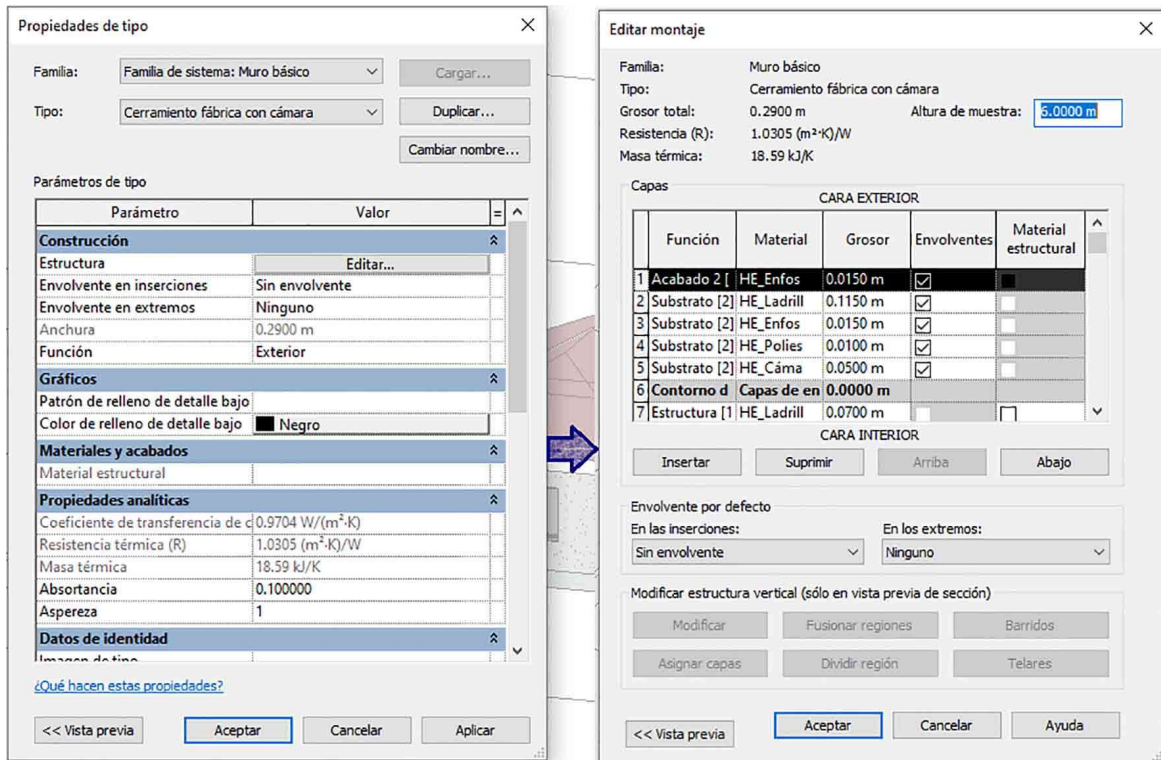 Propiedades de tipo
Familia: Familia de sistema: Muro básico Cargar...
Tipo: Cerramiento fábrica con cámara Duplicar...
Cambiar nombre...
Parámetros de tipo
Parámetro Valor =
Construcción
Estructura Editar...
Envolvente en inserciones Sin envolvente
Envolvente en extremos Ninguno
Anchura 0.2900 m
Función Exterior
Gráficos
Patrón de relleno de detalle bajo
Color de relleno de detalle bajo Negro
Materiales y acabados
Material estructural
Propiedades analíticas
Coeficiente de transferencia de c 0.9704 W/(m²·K)
Resistencia térmica (R) 1.0305 (m²·K)/W
Masa térmica 18.59 kJ/K
Absortancia 0.100000
Aspereza 1
Datos de identidad
Imagen de tipo
¿Qué hacen estas propiedades?
<< Vista previa Aceptar Cancelar Aplicar
Editar montaje
Familia: Muro básico
Tipo: Cerramiento fábrica con cámara
Grosor total: 0.2900 m Altura de muestra: 6.0000 m
Resistencia (R): 1.0305 (m²·K)/W
Masa térmica: 18.59 kJ/K
Capas
CARA EXTERIOR
Función Material Grosor Envolventes Material estructural
1 Acabado 2 [ HE_Enfos 0.0150 m
2 Substrato [2] HE_Ladrill 0.1150 m
3 Substrato [2] HE_Enfos 0.0150 m
4 Substrato [2] HE_Polies 0.0100 m
5 Substrato [2] HE_Cáma 0.0500 m
6 Contorno d Capas de en 0.0000 m
7 Estructura [1 HE_Ladrill 0.0700 m
CARA INTERIOR
Insertar Suprimir Arriba Abajo
Envolvente por defecto
En las inserciones: En los extremos:
Sin envolvente Ninguno
Modificar estructura vertical (sólo en vista previa de sección)
Modificar Fusionar regiones Barridos
Asignar capas Dividir región Telares
<< Vista previa Aceptar Cancelar Ayuda